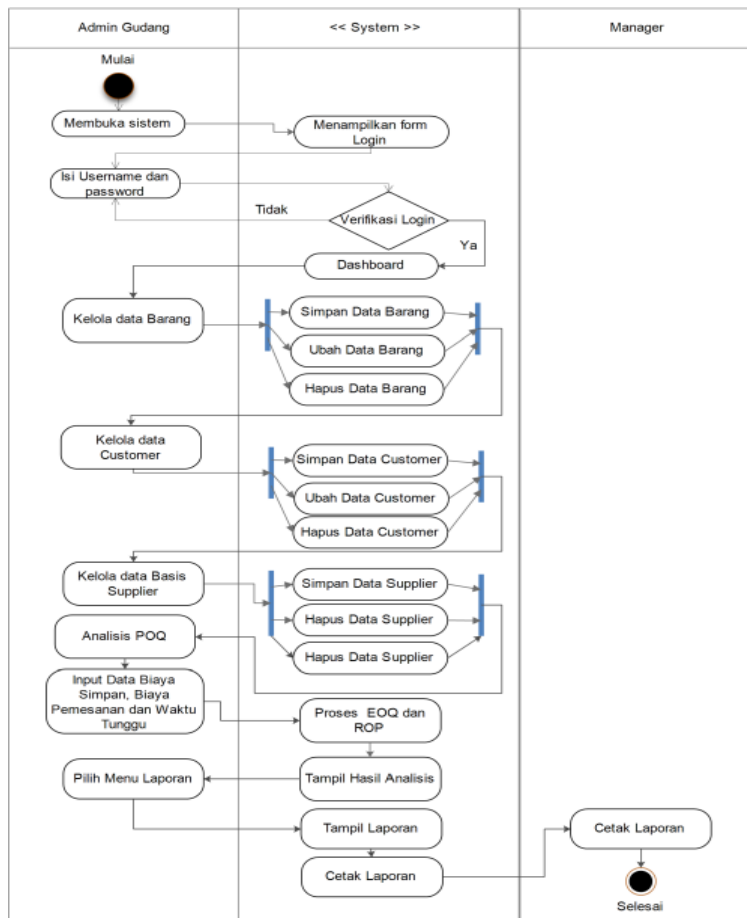 Admin Gudang
<< System >>
Manager
Mulai
Membuka sistem
Menampilkan form
Login
Isi Username dan
password
Tidak
Verifikasi Login
Ya
Dashboard
Kelola data Barang
Simpan Data Barang
Ubah Data Barang
Hapus Data Barang
Kelola data
Customer
Simpan Data Customer
Ubah Data Customer
Hapus Data Customer
Kelola data Basis
Supplier
Simpan Data Supplier
Hapus Data Supplier
Hapus Data Supplier
Analisis POQ
Input Data Biaya
Simpan, Biaya
Pemesanan dan Waktu
Tunggu
Proses EOQ dan
ROP
Pilih Menu Laporan
Tampil Hasil Analisis
Tampil Laporan
Cetak Laporan
Cetak Laporan
Selesai